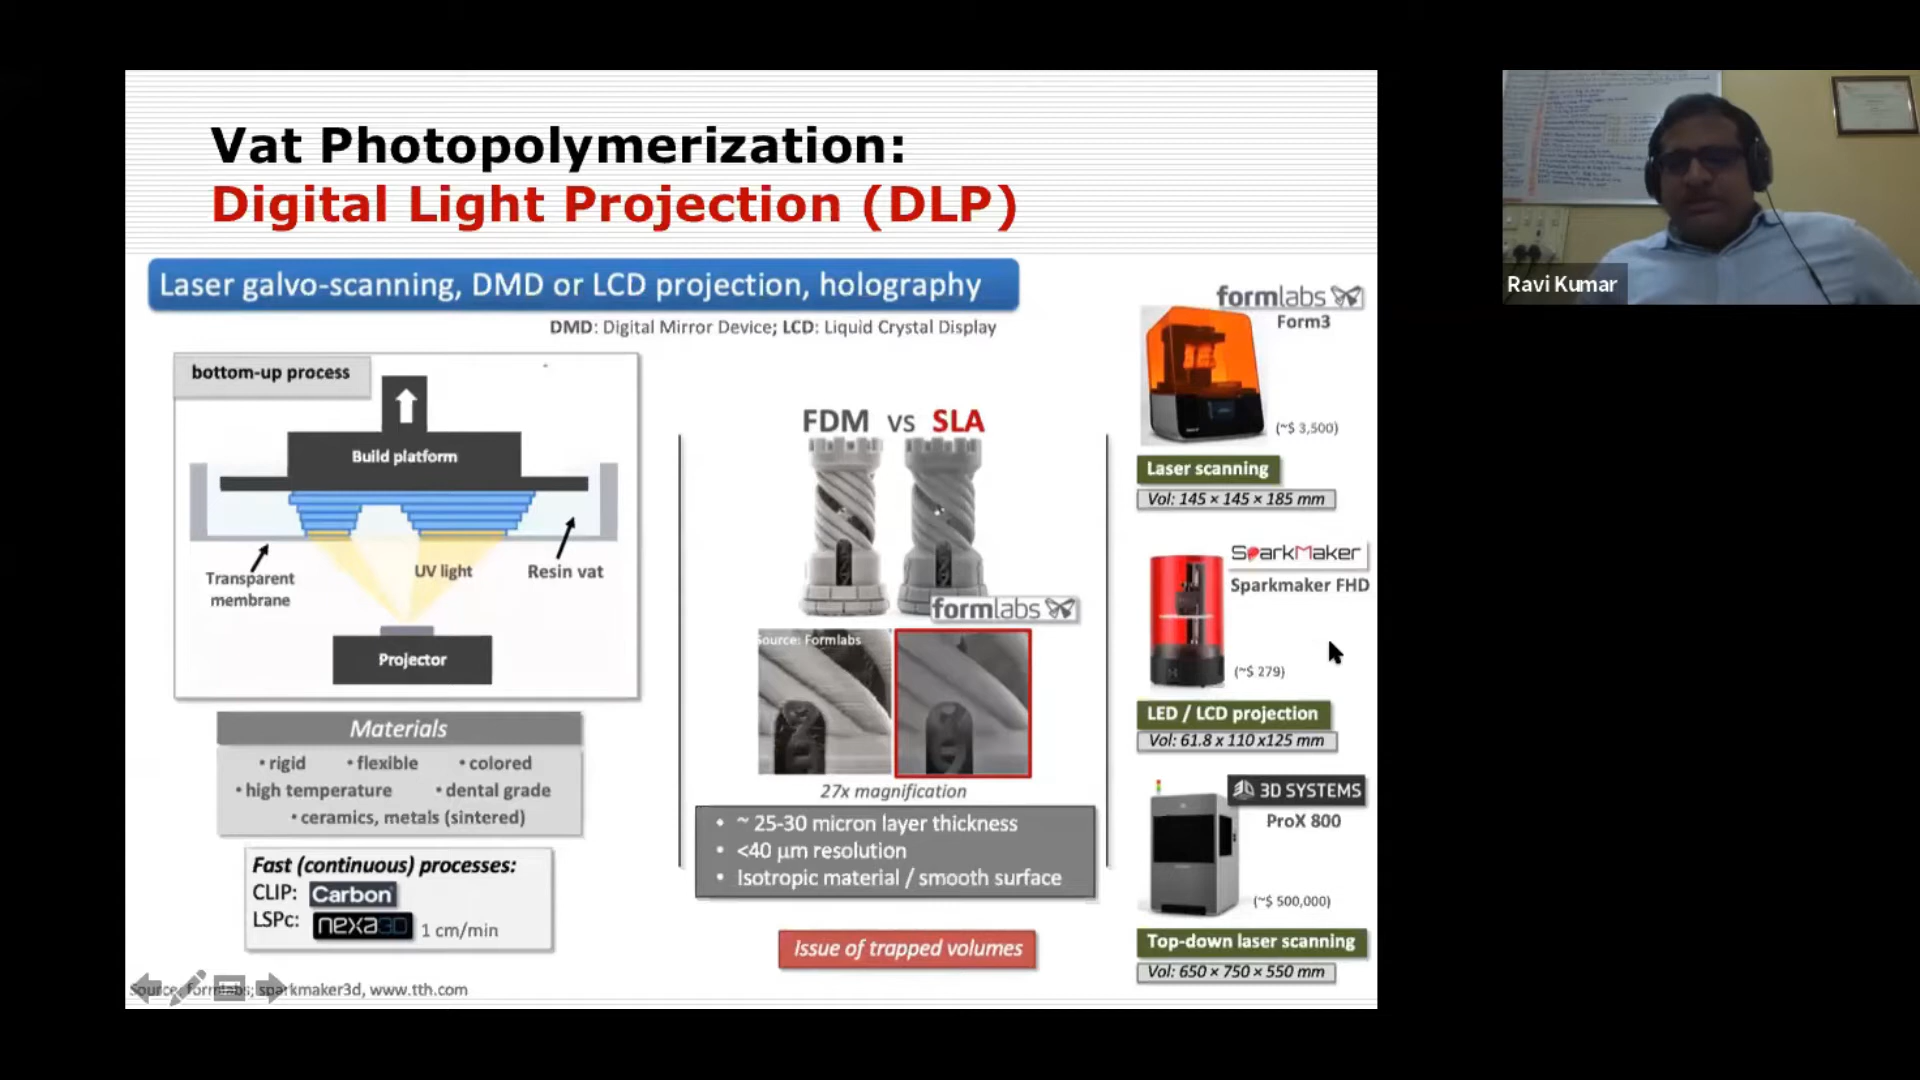 Vat Photopolymerization:
Digital Light Projection (DLP)
Laser galvo-scanning, DMD or LCD projection, holography
DMD: Digital Mirror Device; LCD: Liquid Crystal Display
bottom-up process
Build platform
Transparent
membrane
UV light
Resin vat
Projector
Materials
• rigid • flexible • colored
• high temperature • dental grade
• ceramics, metals (sintered)
Fast (continuous) processes:
CLIP: Carbon
LSPc: nexa3D 1 cm/min
FDM vs SLA
formlabs
Source: Formlabs
27x magnification
• ~ 25-30 micron layer thickness
• <40 μm resolution
• Isotropic material / smooth surface
Issue of trapped volumes
formlabs
Form3
(~$ 3,500)
Laser scanning
Vol: 145 × 145 × 185 mm
SparkMaker
Sparkmaker FHD
(~$ 279)
LED / LCD projection
Vol: 61.8 x 110 x125 mm
3D SYSTEMS
ProX 800
(~$ 500,000)
Top-down laser scanning
Vol: 650 × 750 × 550 mm
Source: formlabs; sparkmaker3d, www.tth.com
Ravi Kumar